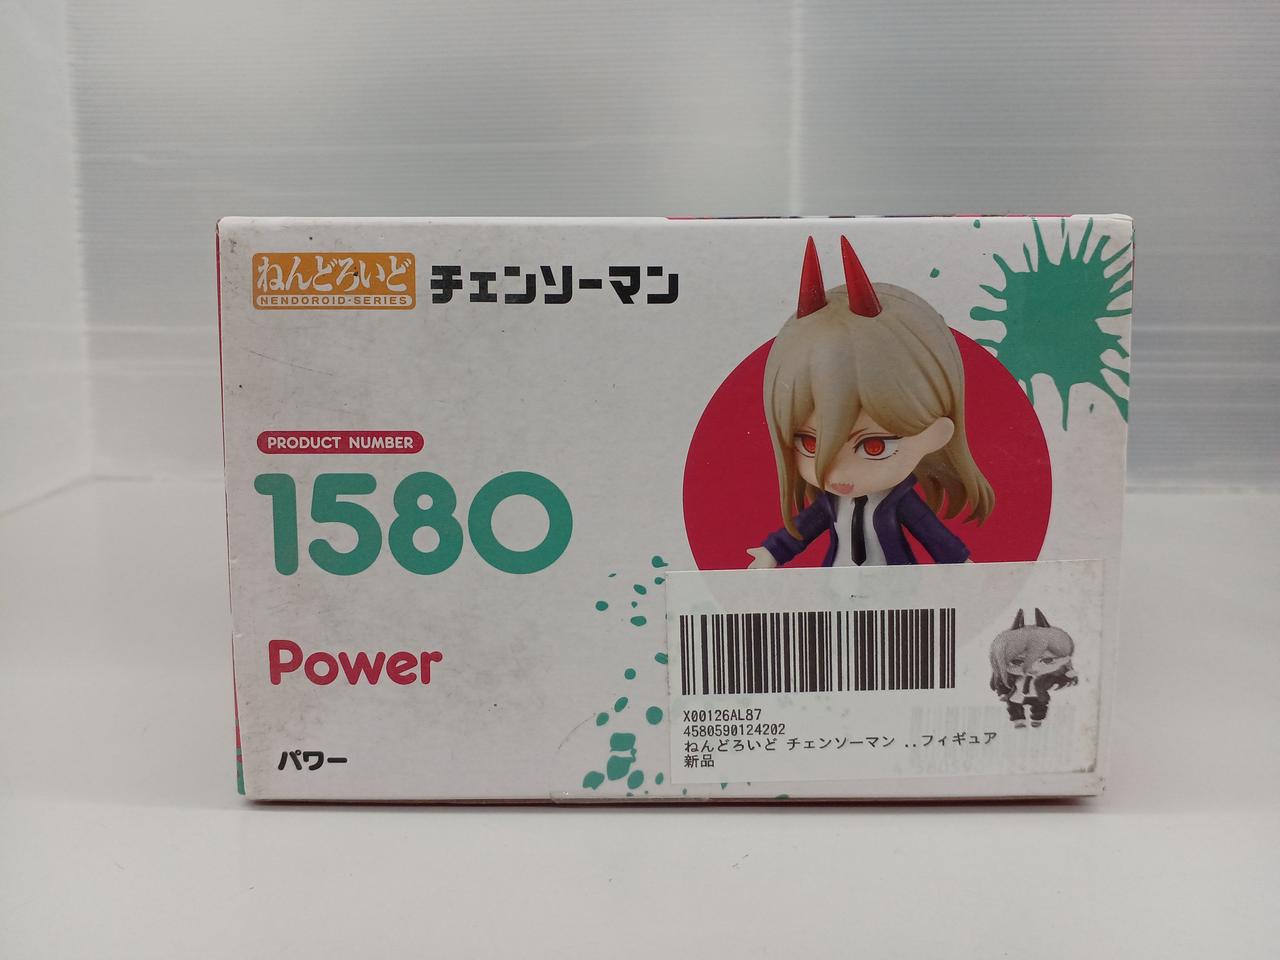 ねんどろいど
NENDOROID・SERIES
チェンソーマン
PRODUCT NUMBER
1580
Power
パワー
X00126AL87
4580590124202
ねんどろいど チェンソーマン ..フィギュア
新品